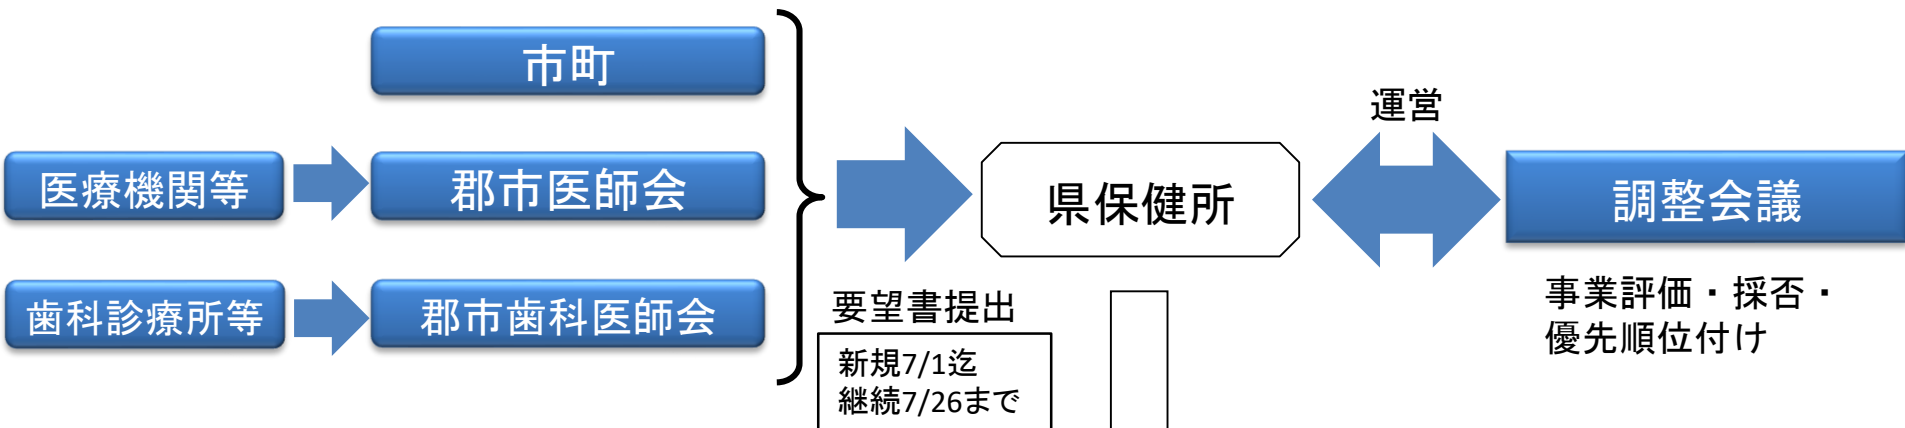 市町
医療機関等
郡市医師会
歯科診療所等
郡市歯科医師会
要望書提出
新規7/1迄
継続7/26まで
県保健所
運営
調整会議
事業評価・採否・
優先順位付け